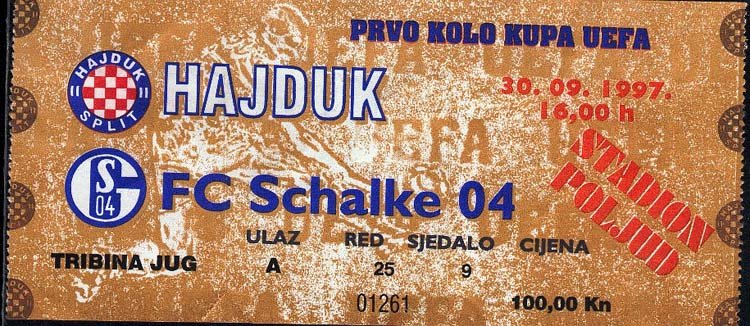 PRVO KOLO KUPA UEFA
HAJDUK
SPLIT
HAJDUK
30. 09. 1997.
16,00 h
S
04
FC Schalke 04
STADION
POLJUD
ULAZ RED SJEDALO CIJENA
TRIBINA JUG A 25 9
01261 100,00 Kn
UEFA